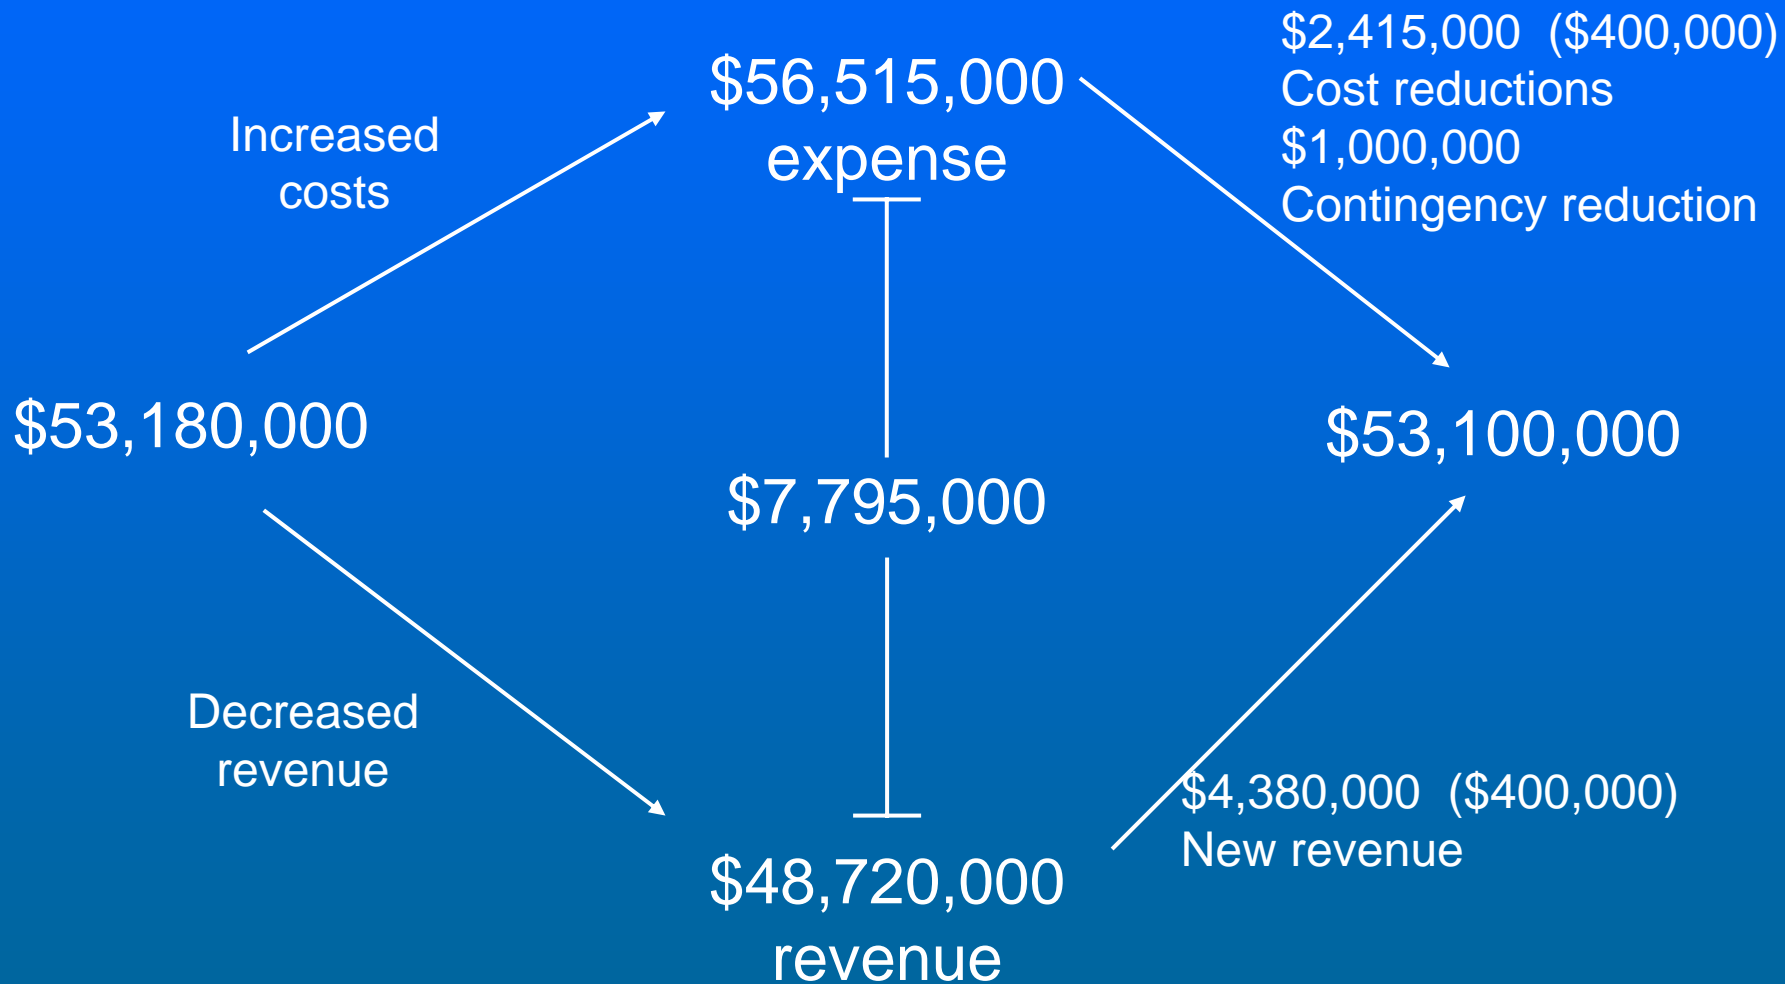 $2,415,000  ($400,000)
Cost reductions
$1,000,000
Contingency reduction
$56,515,000
expense
Increased
costs
$53,180,000
$53,100,000
$7,795,000
Decreased
revenue
$4,380,000  ($400,000)
New revenue
$48,720,000
revenue